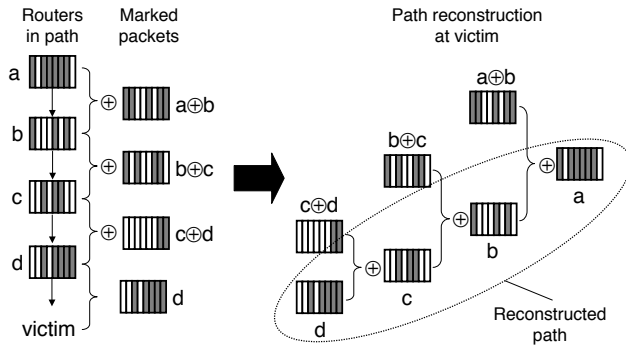 Routers
in path
Marked
packets
Path reconstruction
at victim
a
b
c
d
victim
⊕
⊕
⊕
a⊕b
b⊕c
c⊕d
d
a⊕b
b⊕c
c⊕d
⊕
⊕
⊕
a
b
c
d
Reconstructed
path